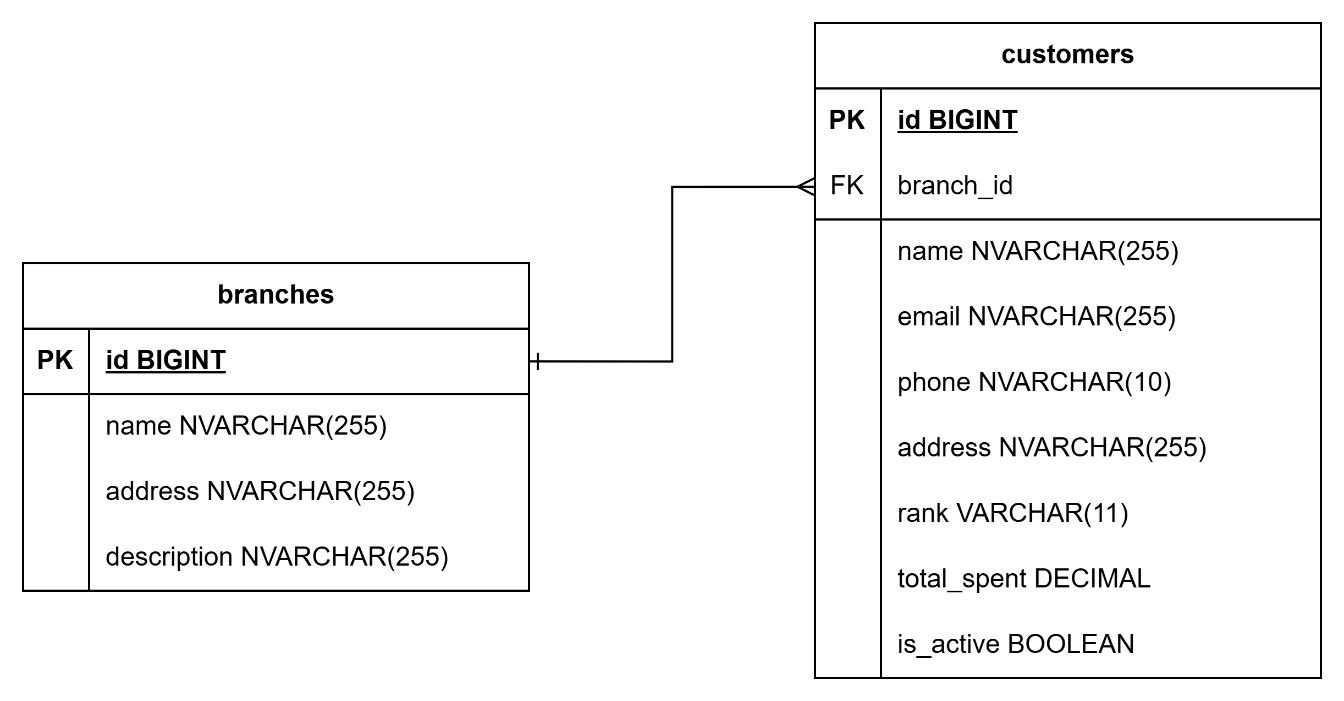 branches
PK id BIGINT
name NVARCHAR(255)
address NVARCHAR(255)
description NVARCHAR(255)
customers
PK id BIGINT
FK branch_id
name NVARCHAR(255)
email NVARCHAR(255)
phone NVARCHAR(10)
address NVARCHAR(255)
rank VARCHAR(11)
total_spent DECIMAL
is_active BOOLEAN